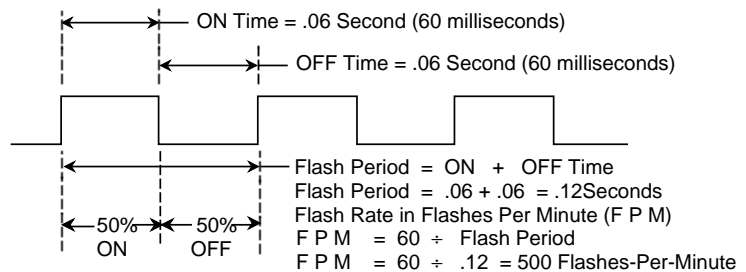 ON Time = .06 Second (60 milliseconds)
OFF Time = .06 Second (60 milliseconds)
Flash Period = ON + OFF Time
Flash Period = .06 + .06 = .12Seconds
Flash Rate in Flashes Per Minute (F P M)
50% 50%
ON OFF
F P M = 60 ÷ Flash Period
F P M = 60 ÷ .12 = 500 Flashes-Per-Minute